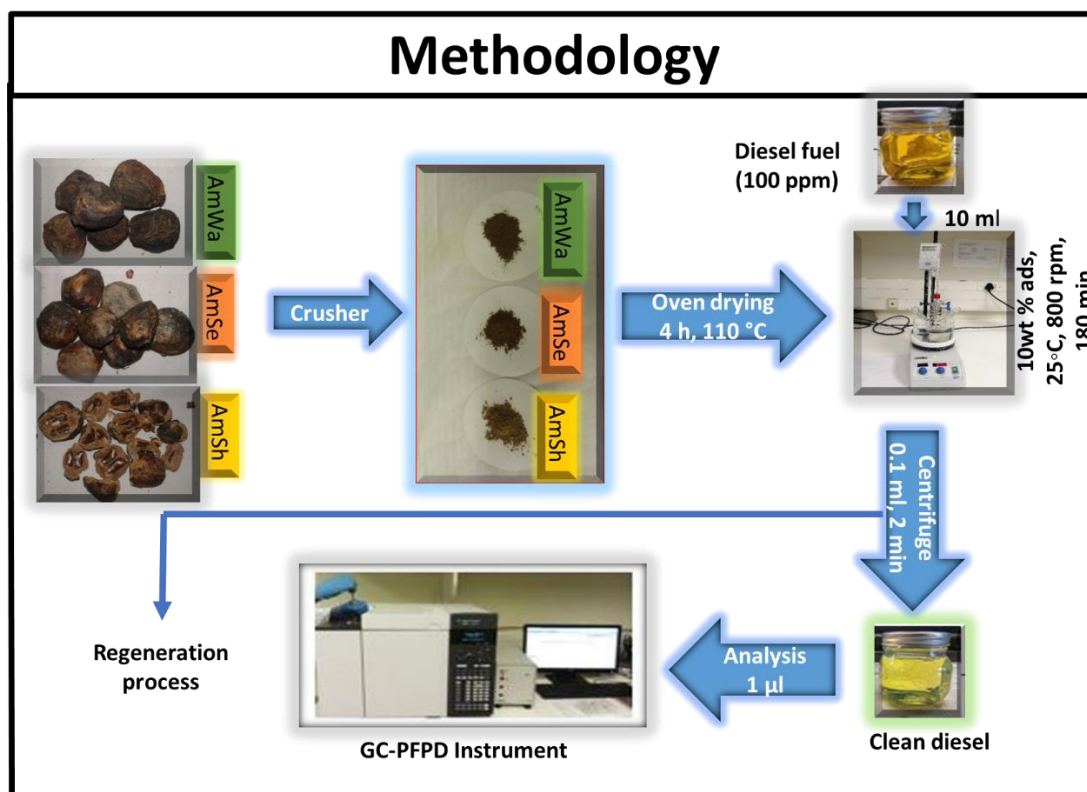 Methodology
AmWa
AmSe
AmSh
Crusher
AmWa
AmSe
AmSh
Oven drying
4 h, 110 °C
Diesel fuel
(100 ppm)
10 ml
10wt % ads,
25°C, 800 rpm,
180 min
Centrifuge
0.1 ml, 2 min
Regeneration
process
GC-PFPD Instrument
Analysis
1 µl
Clean diesel